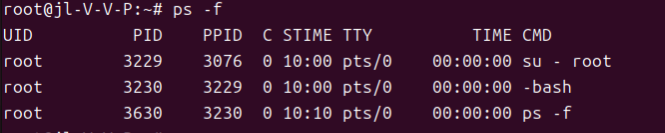 root@jl-V-V-P:~# ps -f
UID PID PPID C STIME TTY TIME CMD
root 3229 3076 0 10:00 pts/0 00:00:00 su - root
root 3230 3229 0 10:00 pts/0 00:00:00 -bash
root 3630 3230 0 10:10 pts/0 00:00:00 ps -f